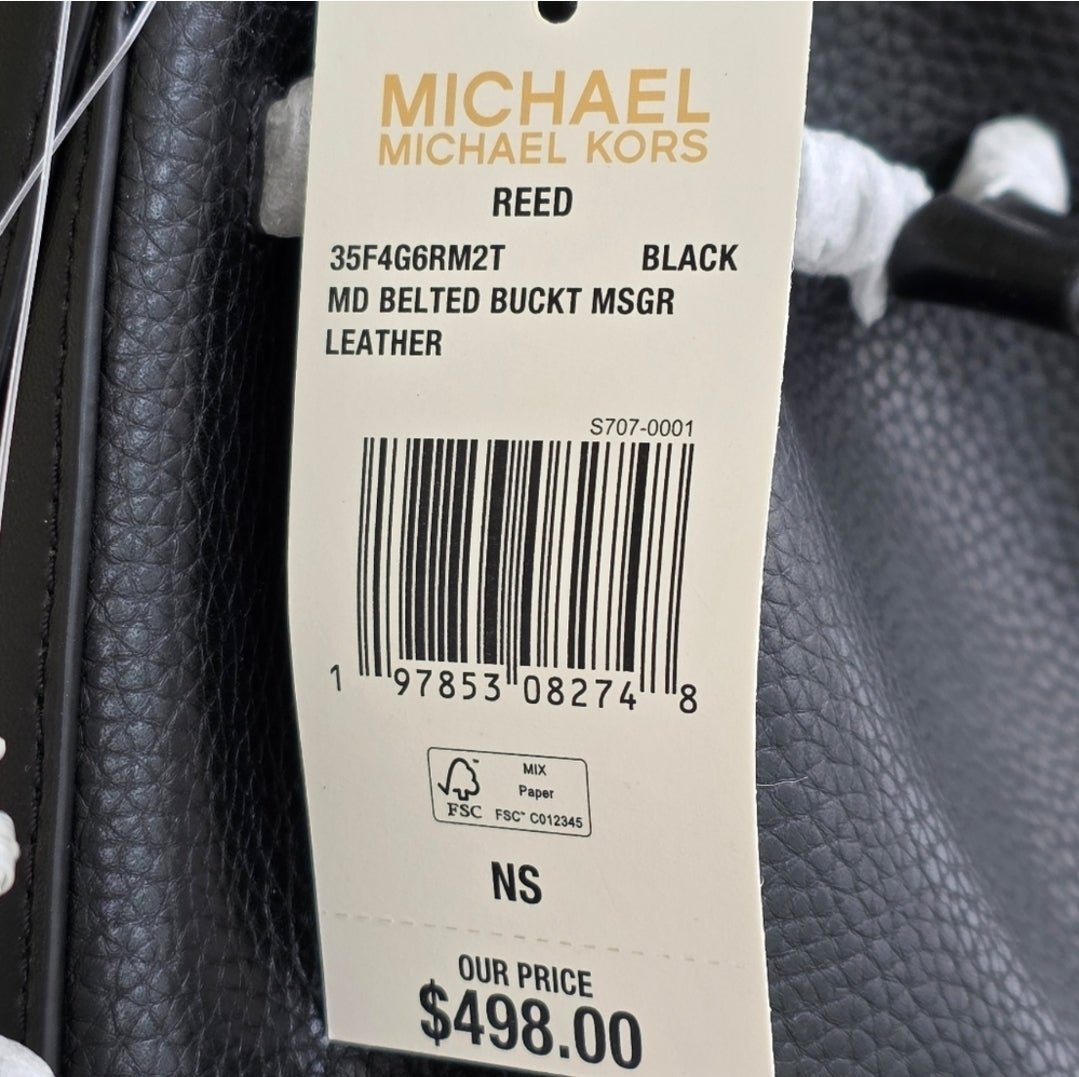 MICHAEL
MICHAEL KORS
REED
35F4G6RM2T BLACK
MD BELTED BUCKT MSGR
LEATHER
S707-0001
1 97853 08274 8
MIX
Paper
FSC FSC™ C012345
NS
OUR PRICE
$498.00